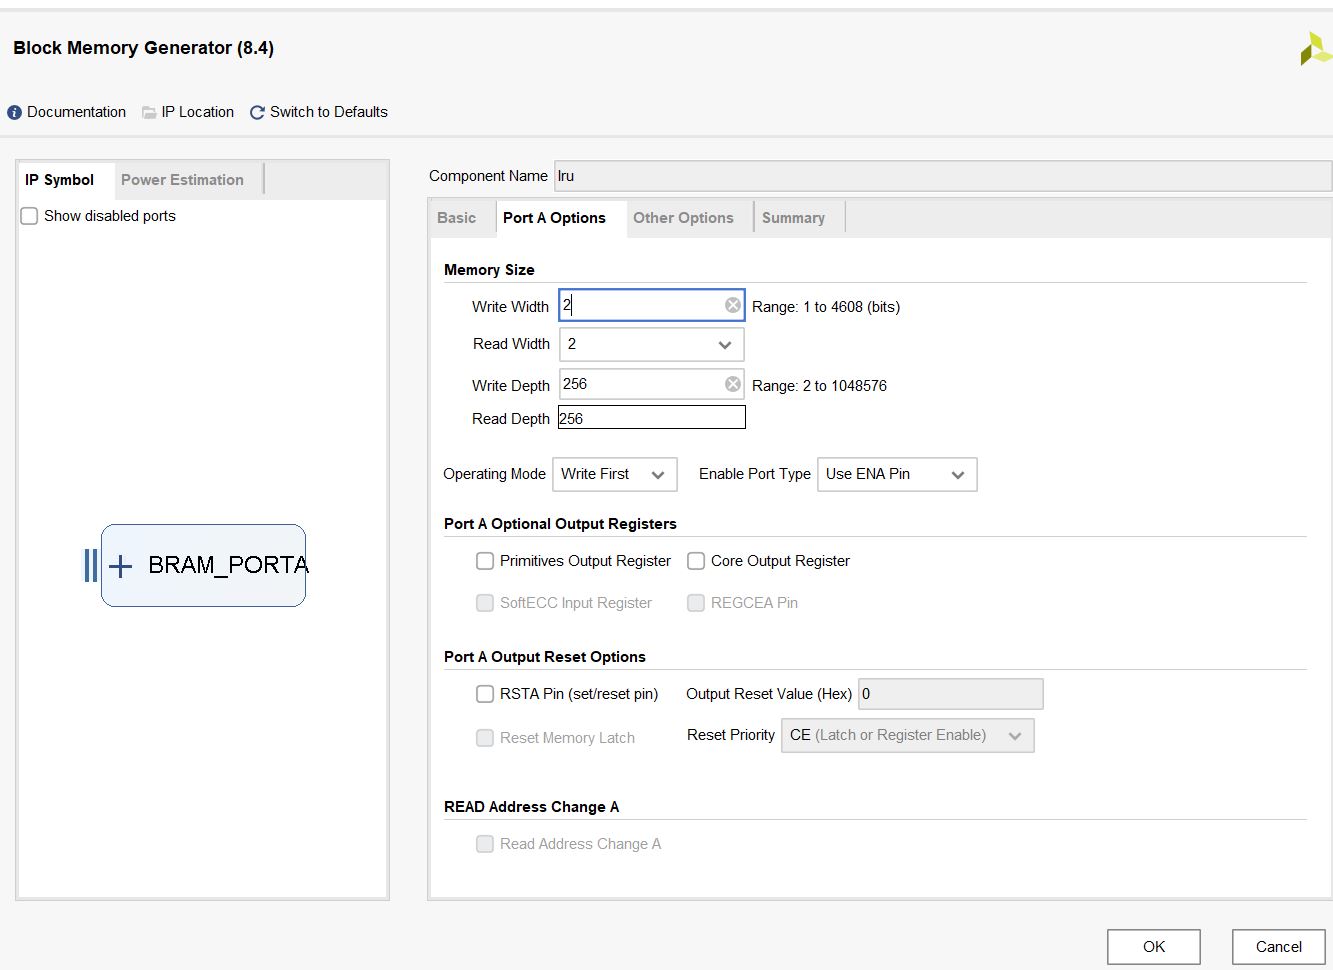 Block Memory Generator (8.4)
Documentation IP Location Switch to Defaults
IP Symbol Power Estimation
Show disabled ports
BRAM_PORTA
Component Name lru
Basic Port A Options Other Options Summary
Memory Size
Write Width 2 Range: 1 to 4608 (bits)
Read Width 2
Write Depth 256 Range: 2 to 1048576
Read Depth 256
Operating Mode Write First Enable Port Type Use ENA Pin
Port A Optional Output Registers
Primitives Output Register Core Output Register
SoftECC Input Register REGCEA Pin
Port A Output Reset Options
RSTA Pin (set/reset pin) Output Reset Value (Hex) 0
Reset Memory Latch Reset Priority CE (Latch or Register Enable)
READ Address Change A
Read Address Change A
OK Cancel